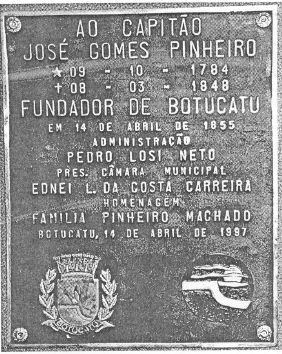 AO CAPITÃO
JOSÉ GOMES PINHEIRO
★ 09 - 10 - 1784
✝ 08 - 03 - 1848
FUNDADOR DE BOTUCATU
EM 14 DE ABRIL DE 1855
ADMINISTRAÇÃO
PEDRO LOSI NETO
PRES. CÂMARA MUNICIPAL
EDNEI L. DA COSTA CARREIRA
HOMENAGEM
FAMILIA PINHEIRO MACHADO
BOTUCATU, 14 DE ABRIL DE 1997
BOTUCATU